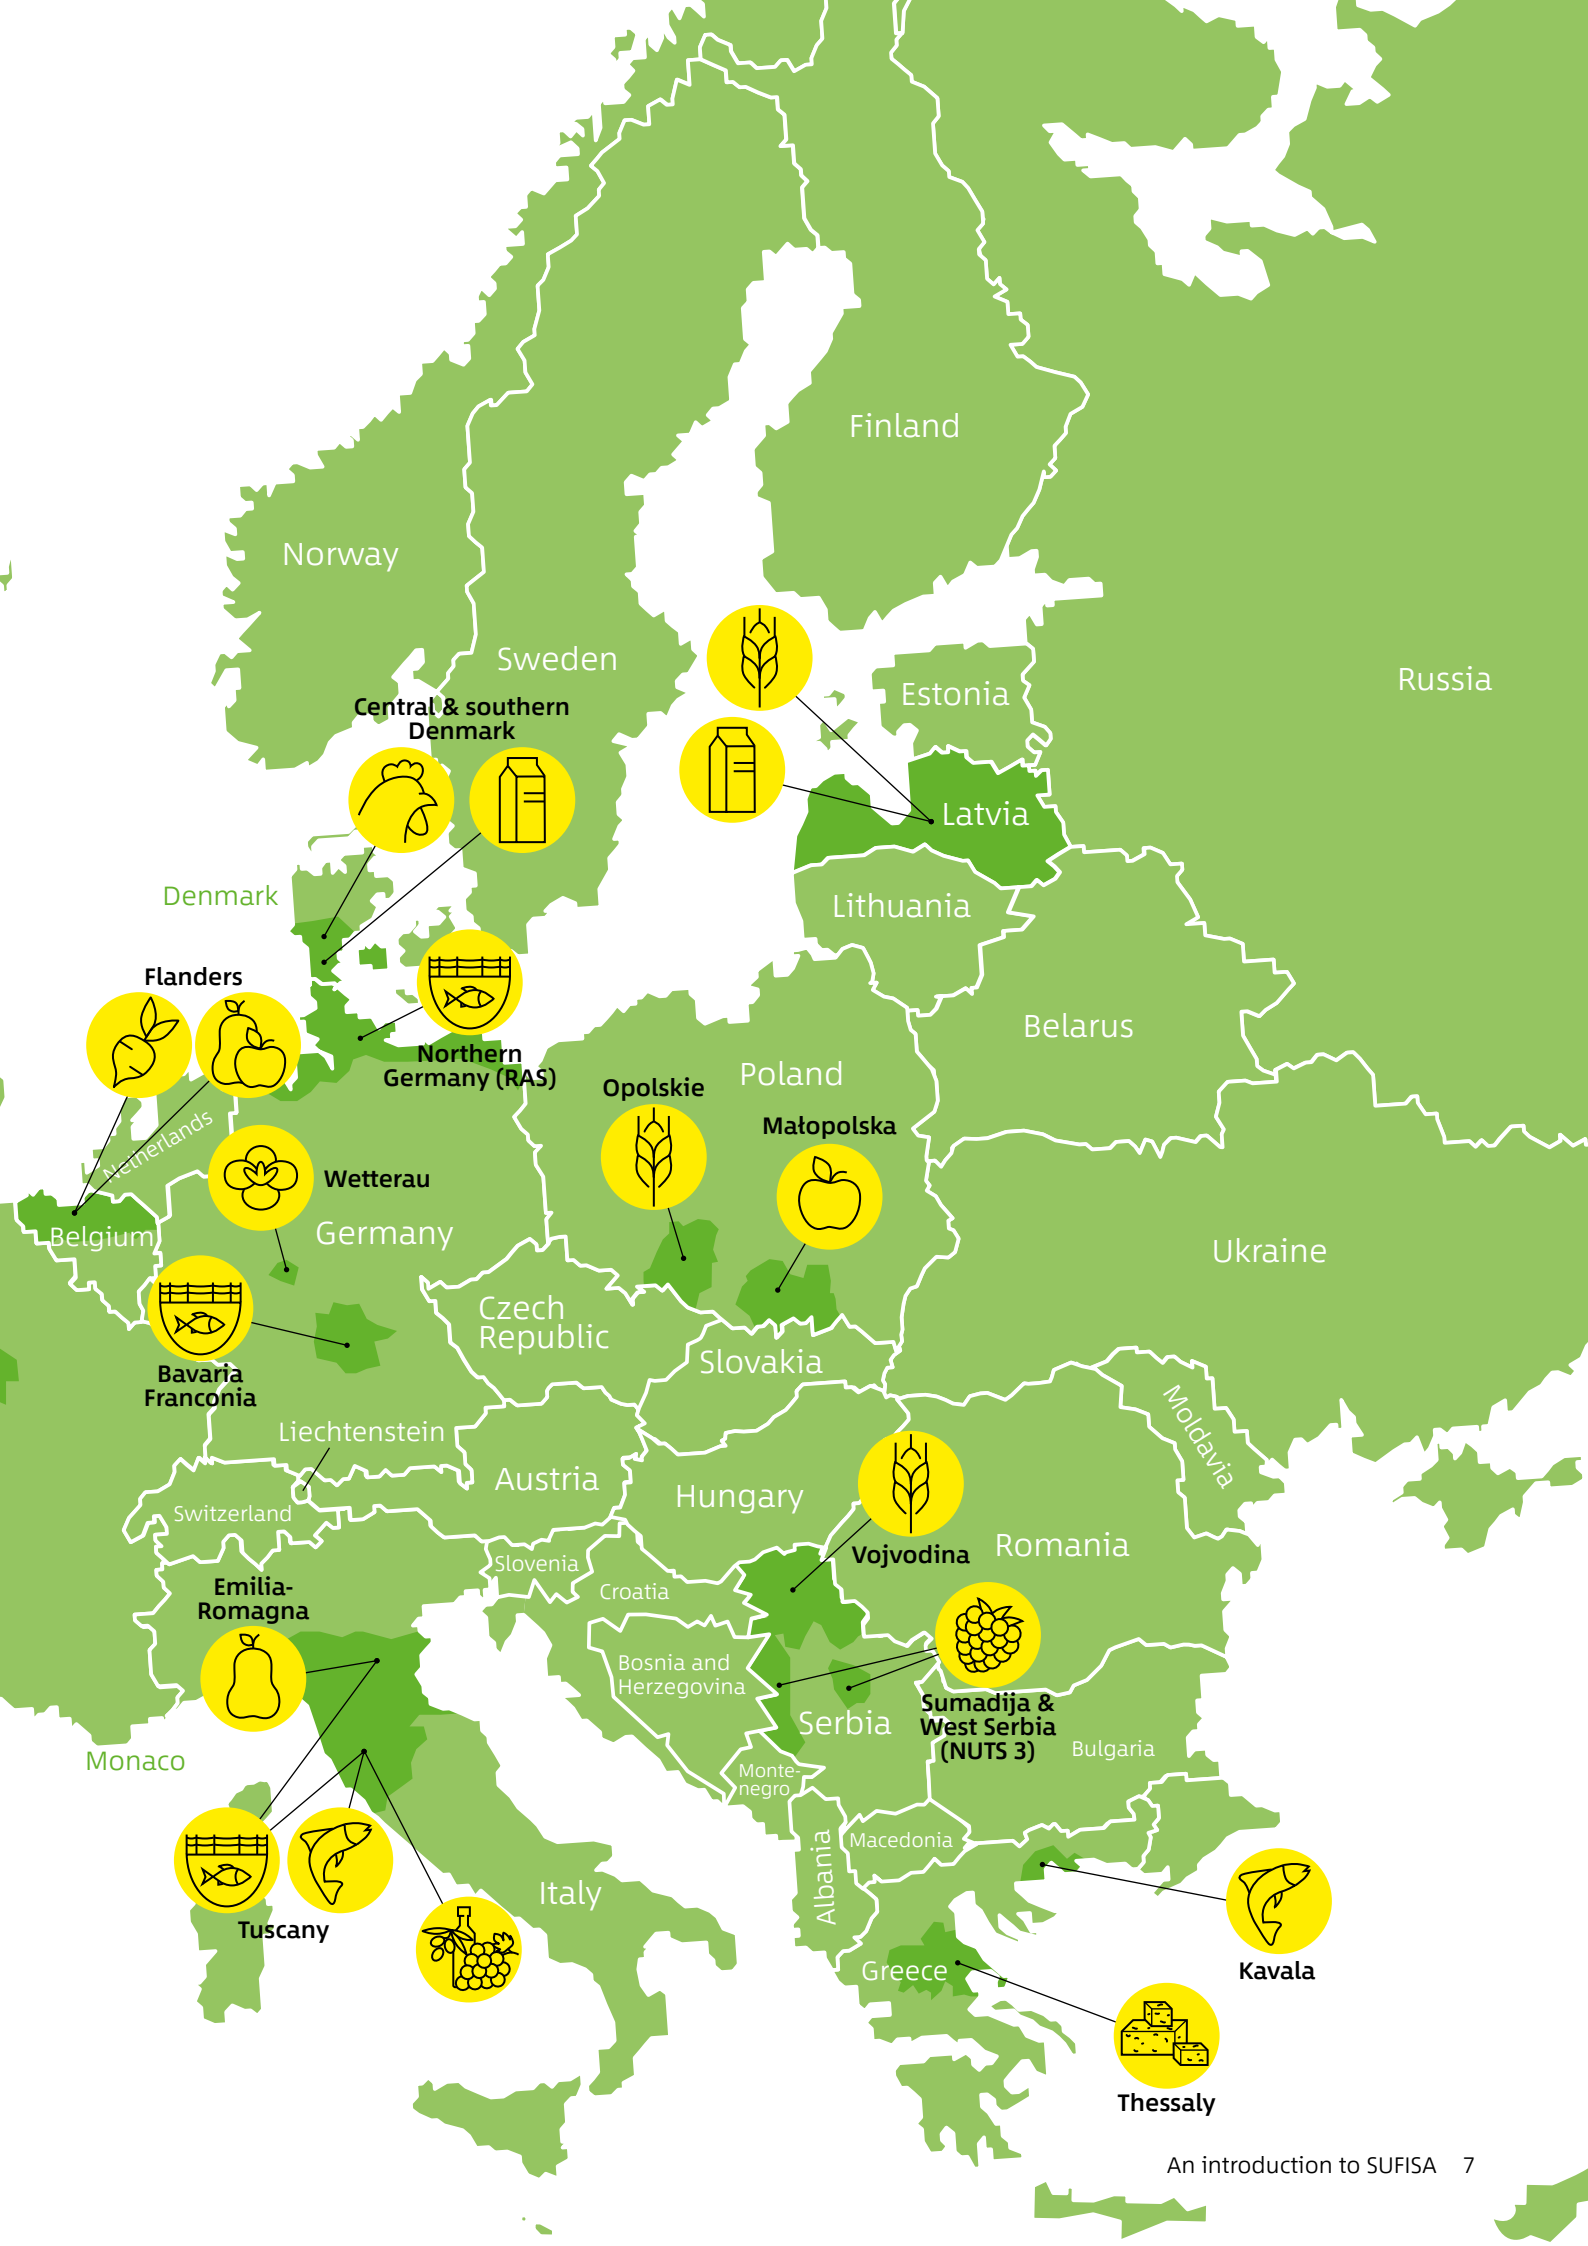 Finland
Norway
Sweden
Russia
Estonia
Central & southern
Denmark
Latvia
Denmark
Lithuania
Flanders
Belarus
Northern
Germany (RAS)
Poland
Opolskie
Małopolska
Netherlands
Wetterau
Germany
Belgium
Ukraine
Czech
Republic
Slovakia
Bavaria
Franconia
Moldavia
Liechtenstein
Austria
Hungary
Switzerland
Romania
Vojvodina
Slovenia
Croatia
Emilia-
Romagna
Bosnia and
Herzegovina
Sumadija &
West Serbia
(NUTS 3)
Serbia
Bulgaria
Monaco
Monte-
negro
Macedonia
Albania
Italy
Tuscany
Greece
Kavala
Thessaly
An introduction to SUFISA 7